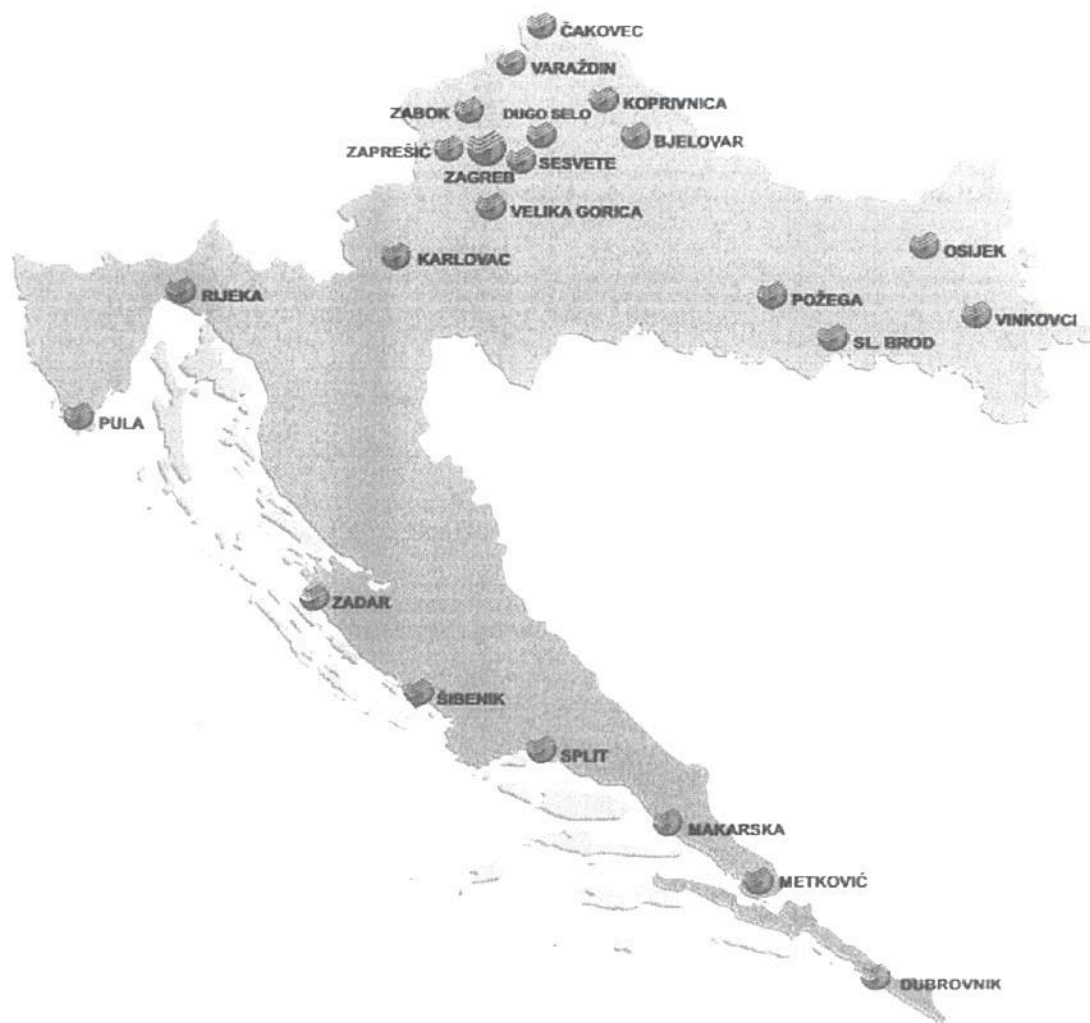 ČAKOVEC
VARAŽDIN
KOPRIVNICA
ZABOK
DUGO SELO
BJELOVAR
ZAPREŠIĆ
SESVETE
ZAGREB
VELIKA GORICA
OSIJEK
KARLOVAC
RIJEKA
POŽEGA
VINKOVCI
SL. BROD
PULA
ZADAR
ŠIBENIK
SPLIT
MAKARSKA
METKOVIĆ
DUBROVNIK